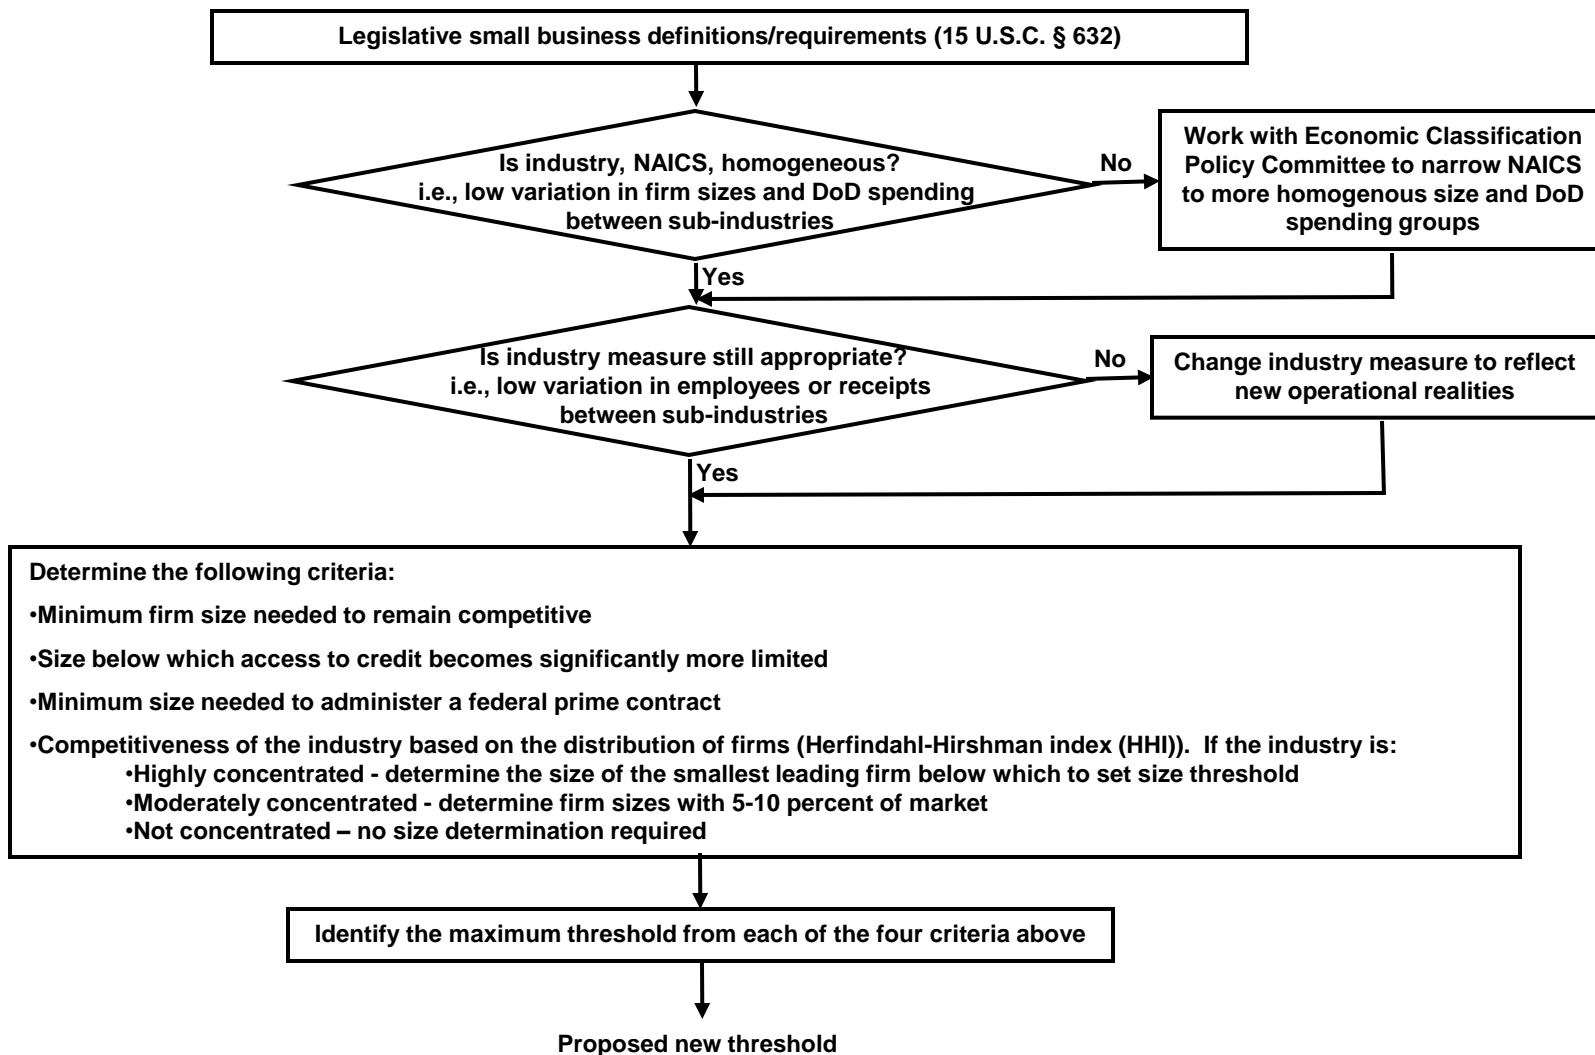 Legislative small business definitions/requirements (15 U.S.C. § 632)
Is industry, NAICS, homogeneous?
i.e., low variation in firm sizes and DoD spending
between sub-industries
No
Work with Economic Classification
Policy Committee to narrow NAICS
to more homogenous size and DoD
spending groups
Yes
Is industry measure still appropriate?
i.e., low variation in employees or receipts
between sub-industries
No
Change industry measure to reflect
new operational realities
Yes
Determine the following criteria:
•Minimum firm size needed to remain competitive
•Size below which access to credit becomes significantly more limited
•Minimum size needed to administer a federal prime contract
•Competitiveness of the industry based on the distribution of firms (Herfindahl-Hirshman index (HHI)).  If the industry is:
•Highly concentrated - determine the size of the smallest leading firm below which to set size threshold
•Moderately concentrated - determine firm sizes with 5-10 percent of market
•Not concentrated – no size determination required
Identify the maximum threshold from each of the four criteria above
Proposed new threshold